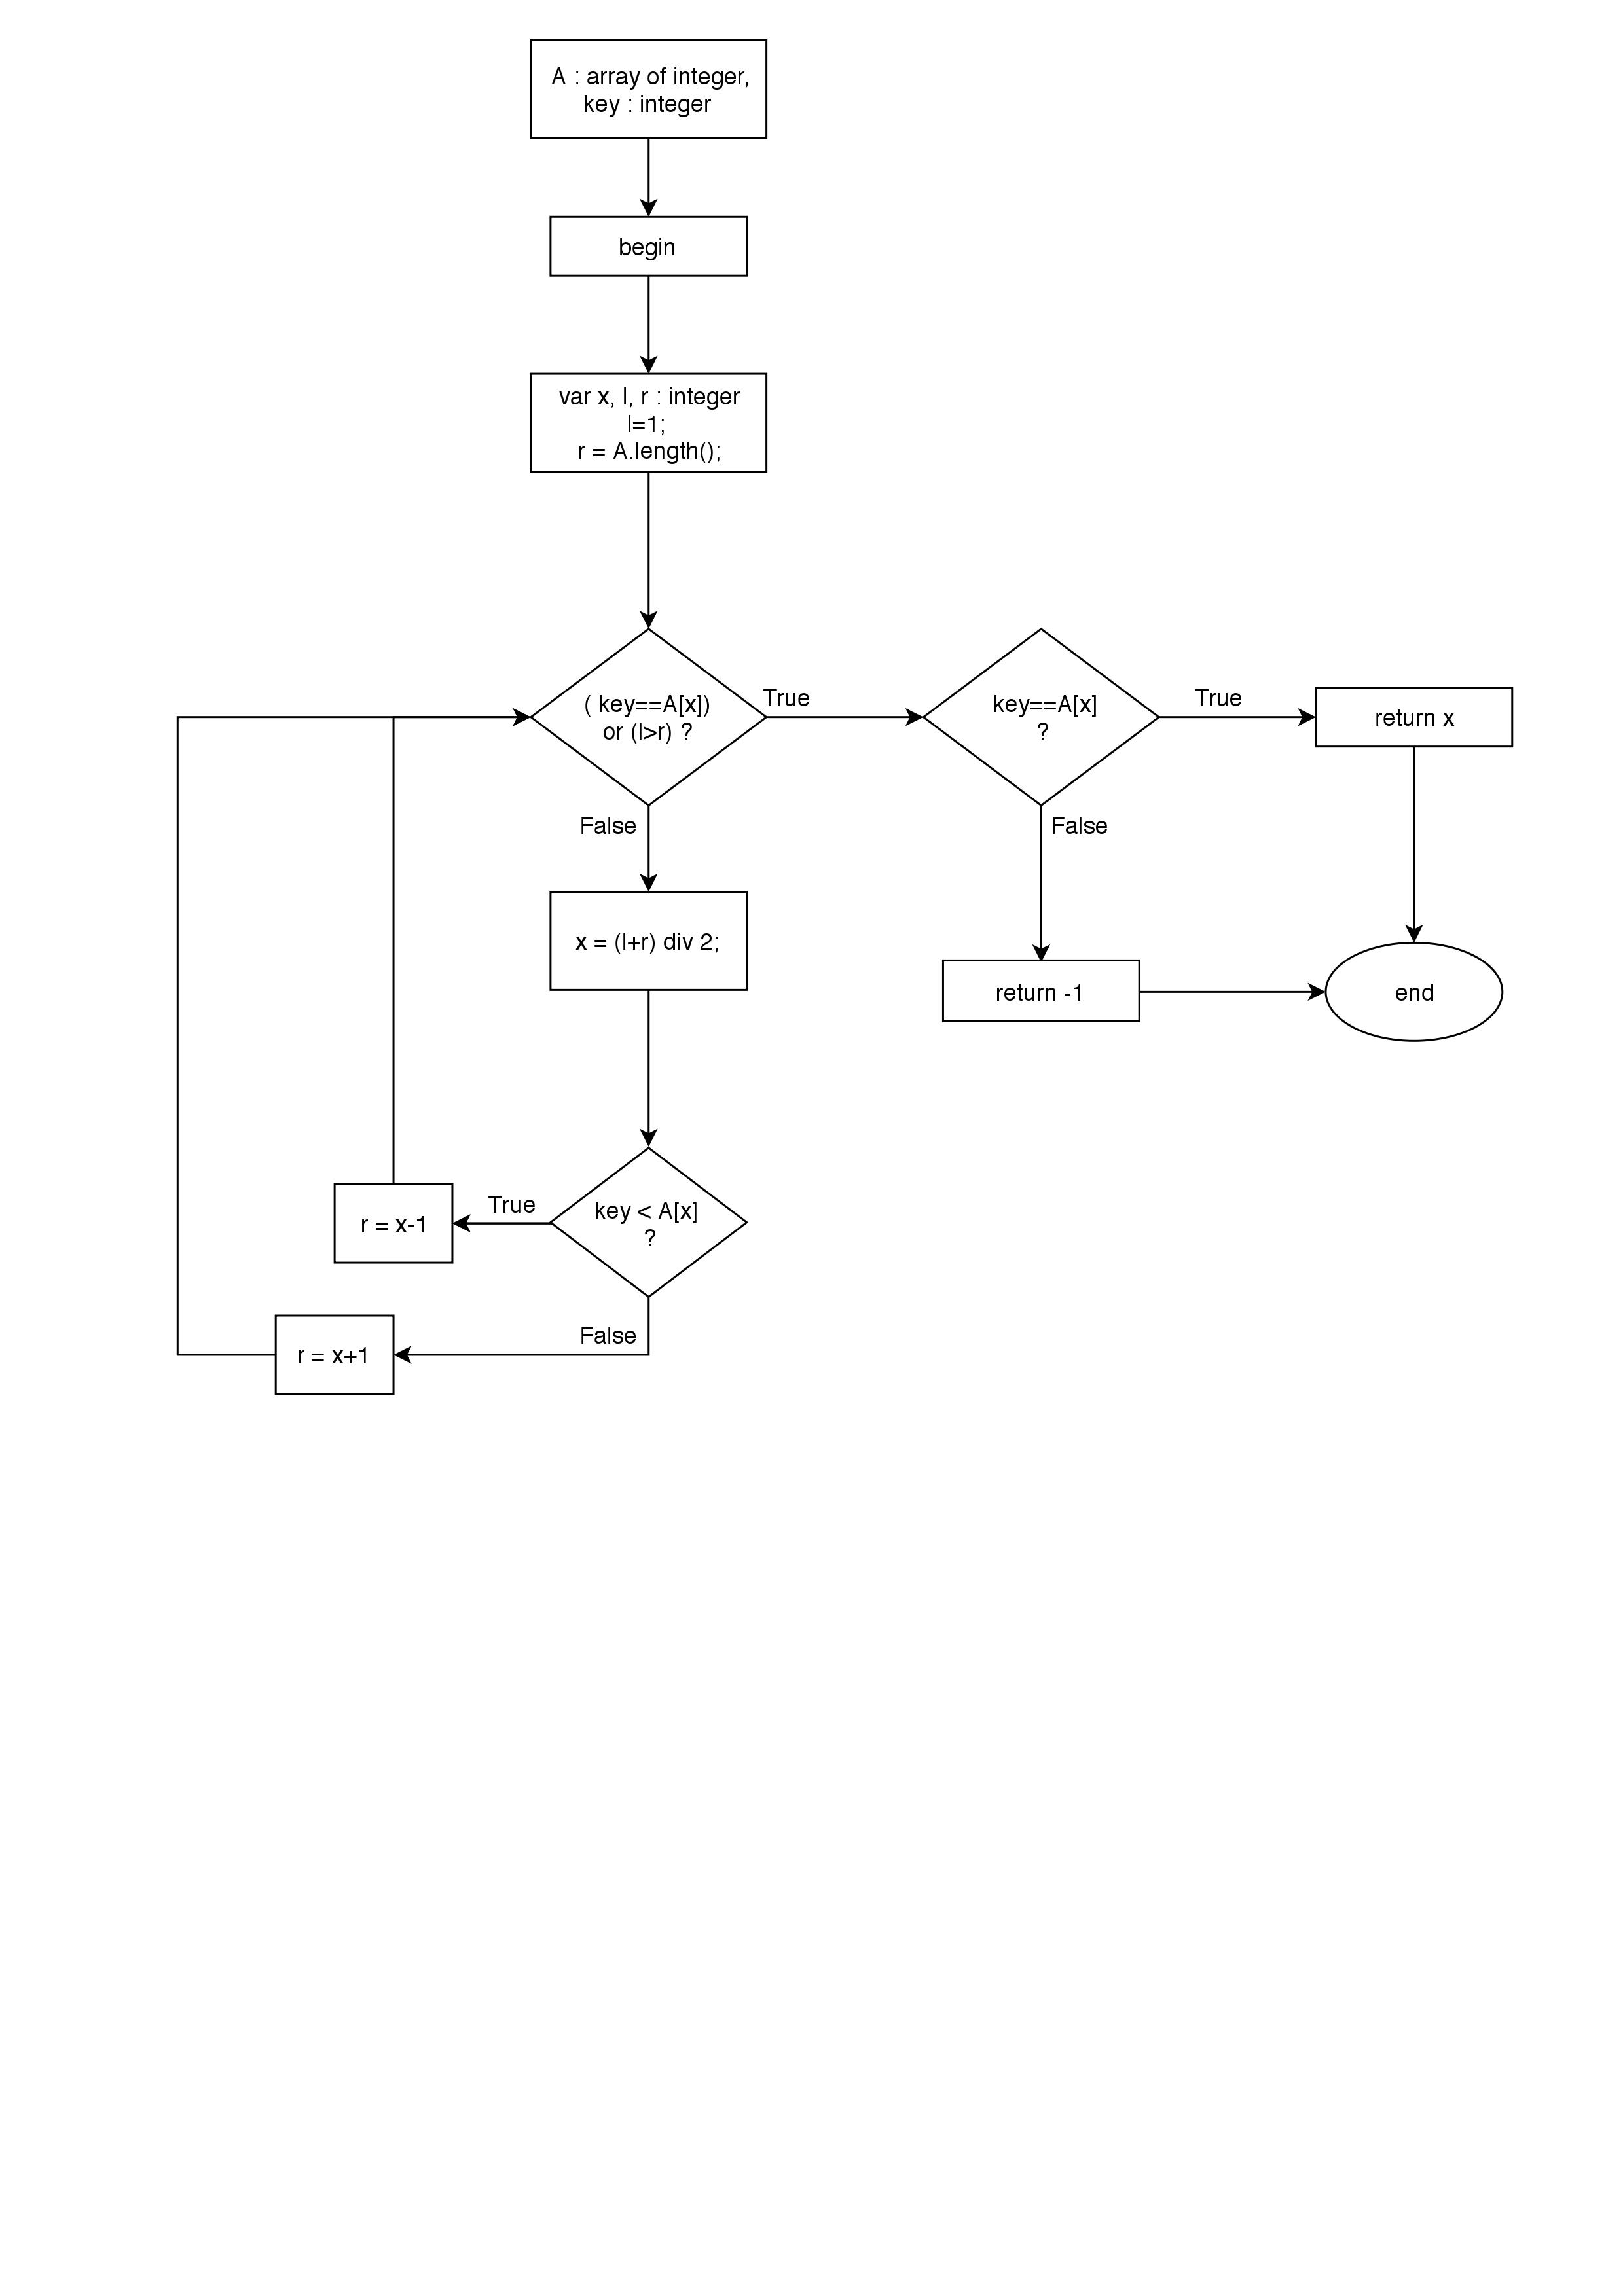 A : array of integer,
key : integer
begin
var x, l, r : integer
l=1;
r = A.length();
( key==A[x])
or (l>r) ?
True
key==A[x]
?
True
return x
False
False
x = (l+r) div 2;
return -1
end
key < A[x]
?
True
r = x-1
False
r = x+1